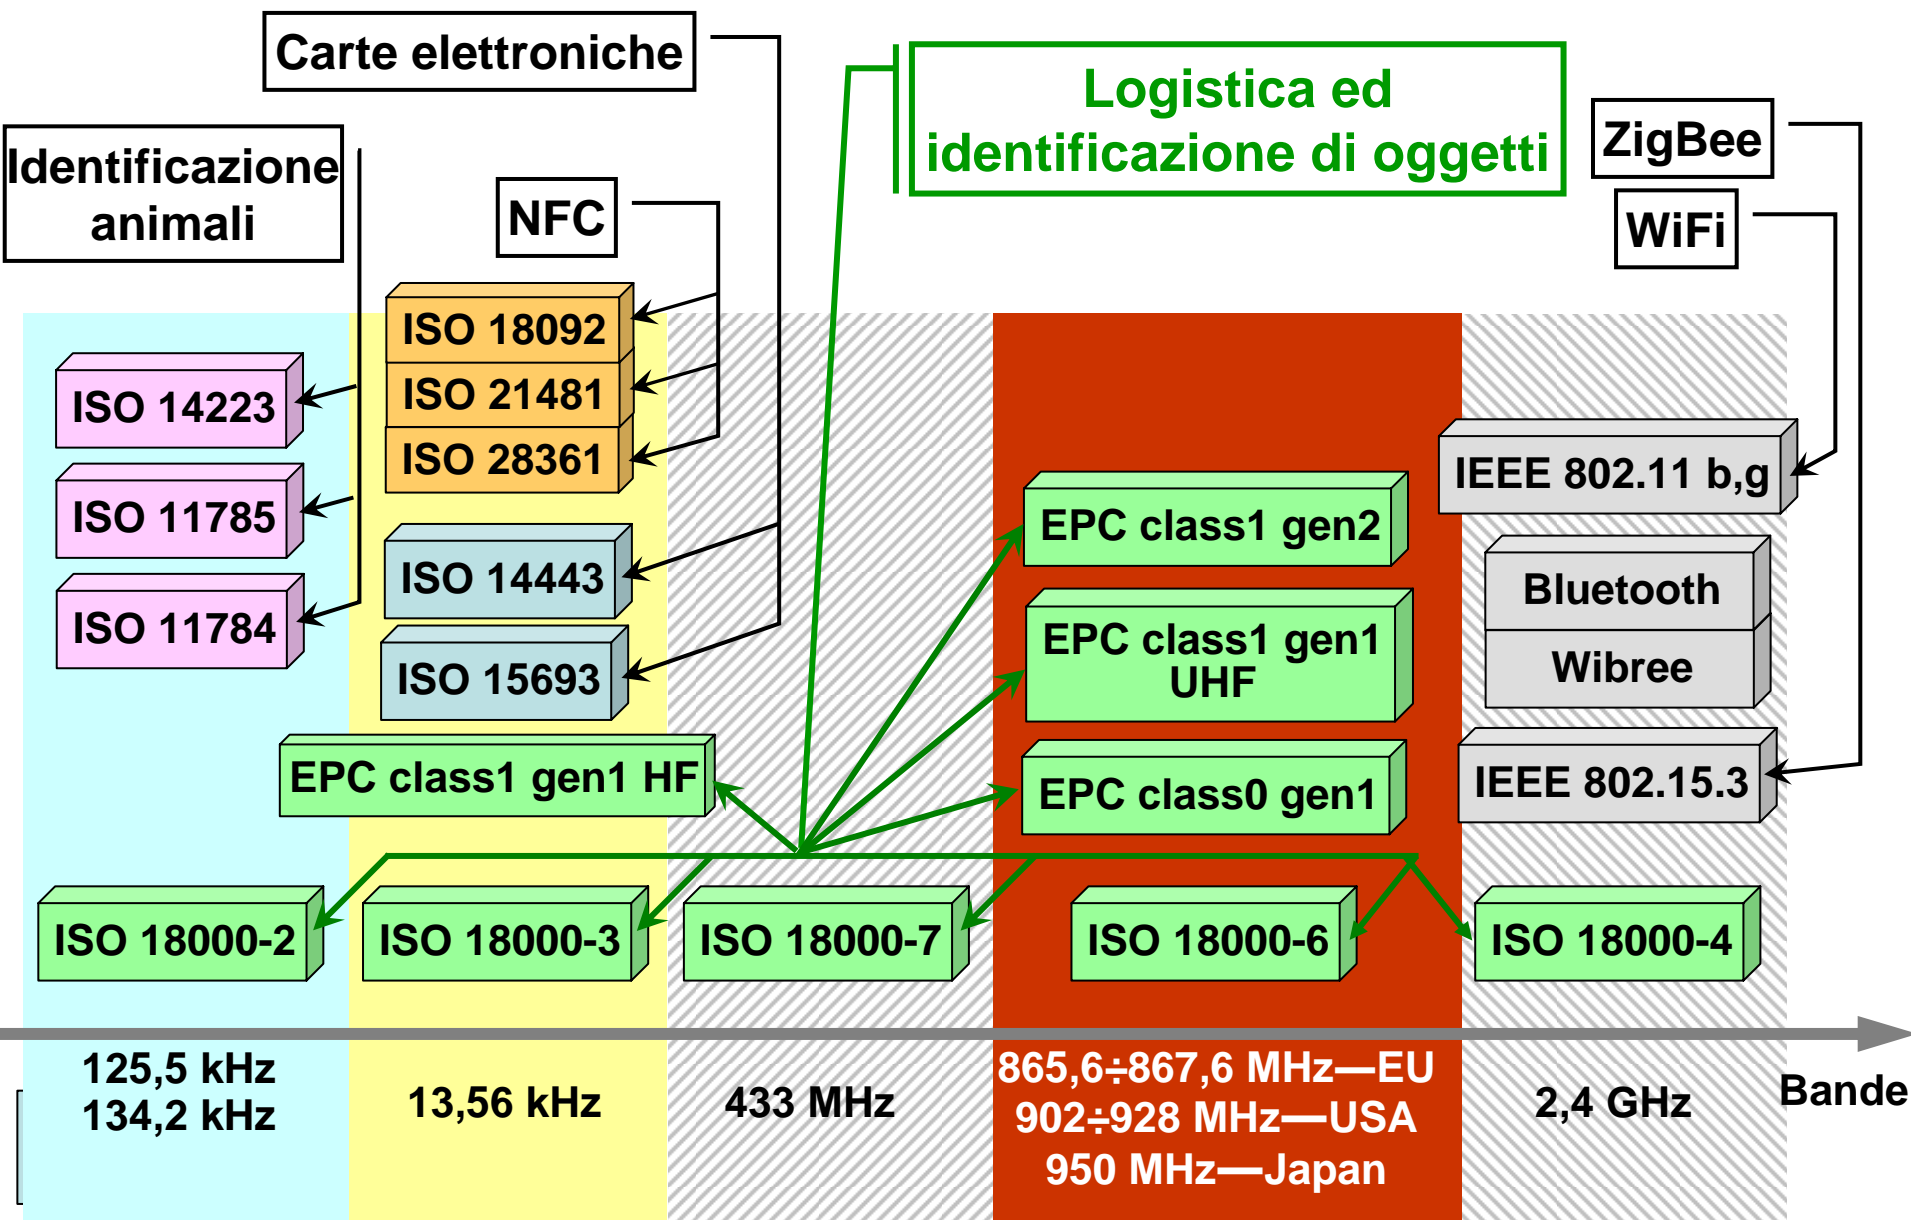 Carte elettroniche
Logistica ed
identificazione di oggetti
ZigBee
Identificazione
animali
NFC
WiFi
ISO 18092
ISO 14223
ISO 21481
ISO 28361
IEEE 802.11 b,g
ISO 11785
EPC class1 gen2
ISO 14443
Bluetooth
ISO 11784
EPC class1 gen1
UHF
Wibree
ISO 15693
EPC class1 gen1 HF
EPC class0 gen1
IEEE 802.15.3
ISO 18000-2
ISO 18000-3
ISO 18000-7
ISO 18000-6
ISO 18000-4
125,5 kHz
134,2 kHz
13,56 kHz
433 MHz
865,6÷867,6 MHz—EU
902÷928 MHz—USA
950 MHz—Japan
2,4 GHz
Bande